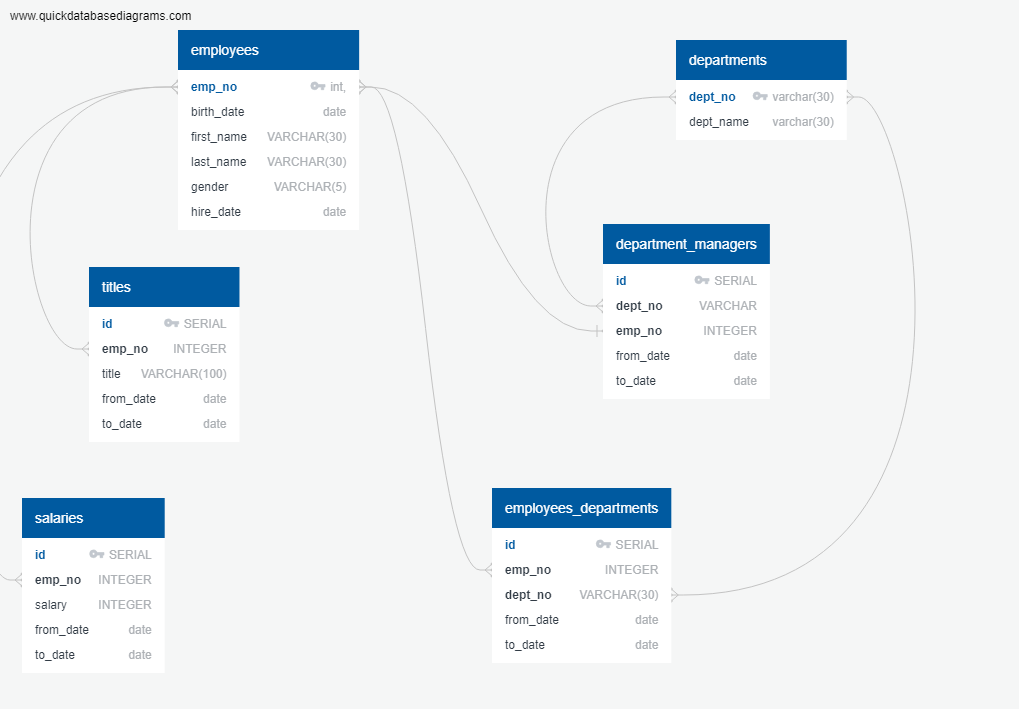 www.quickdatabasediagrams.com
employees
emp_no int,
birth_date date
first_name VARCHAR(30)
last_name VARCHAR(30)
gender VARCHAR(5)
hire_date date
departments
dept_no varchar(30)
dept_name varchar(30)
department_managers
id SERIAL
dept_no VARCHAR
emp_no INTEGER
from_date date
to_date date
titles
id SERIAL
emp_no INTEGER
title VARCHAR(100)
from_date date
to_date date
salaries
id SERIAL
emp_no INTEGER
salary INTEGER
from_date date
to_date date
employees_departments
id SERIAL
emp_no INTEGER
dept_no VARCHAR(30)
from_date date
to_date date